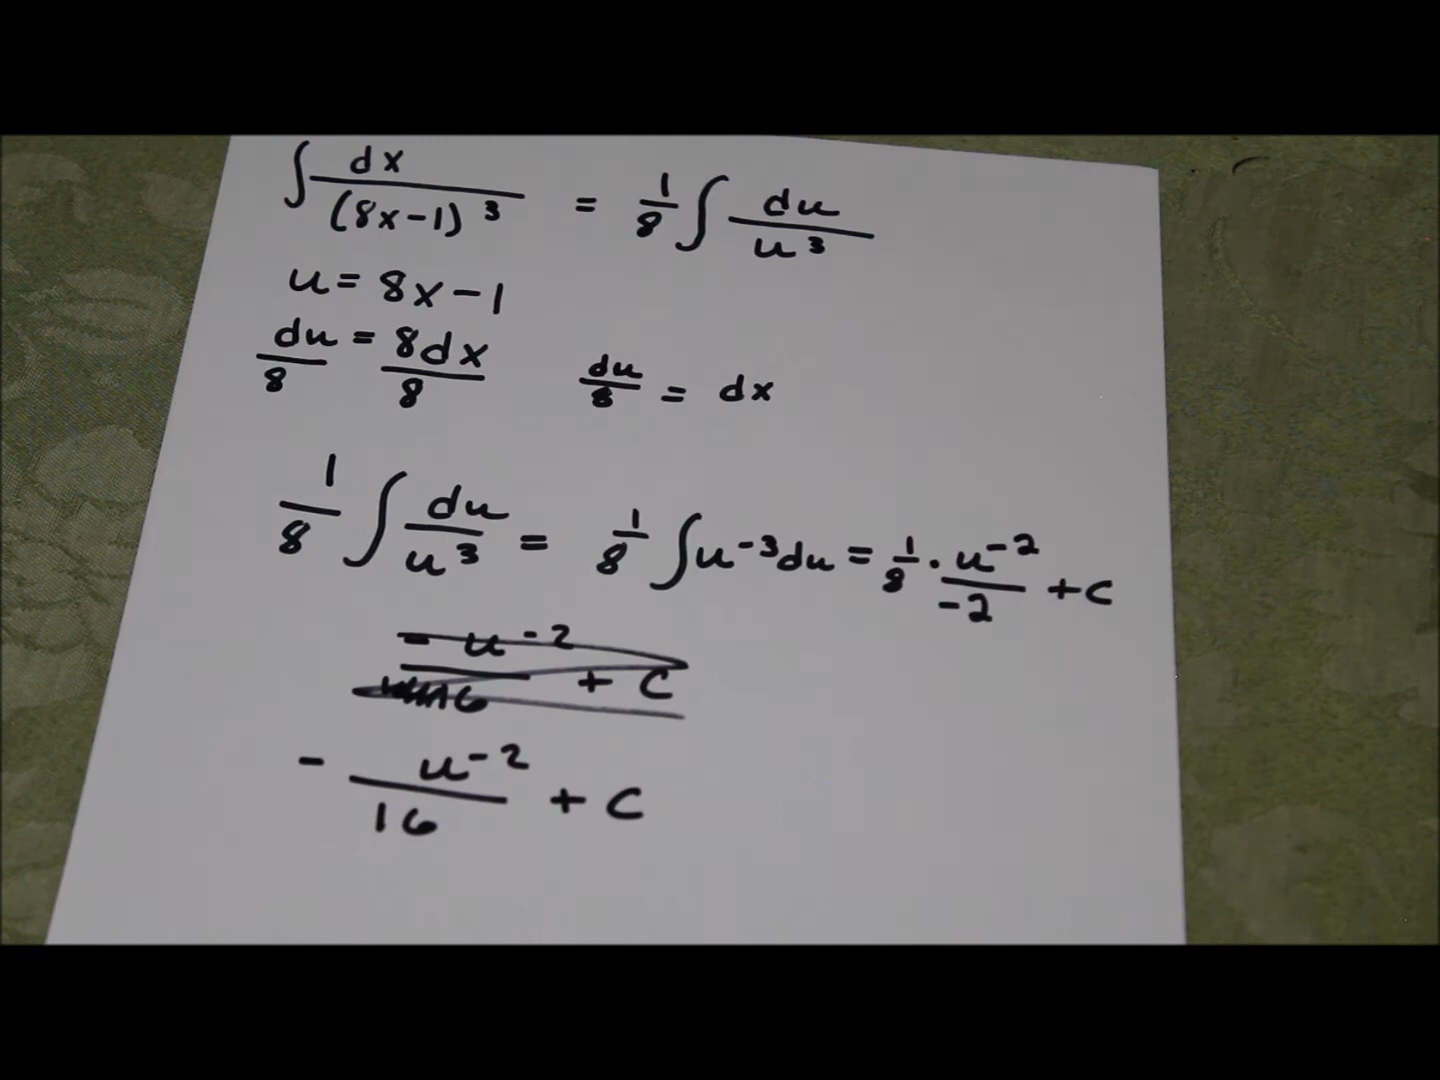 ∫ dx/(8x-1)³ = 1/8 ∫ du/u³
u = 8x-1
du/8 = 8dx/8   du/8 = dx
1/8 ∫ du/u³ = 1/8 ∫ u⁻³du = 1/8 · u⁻²/-2 + C
- u⁻²/16 + C